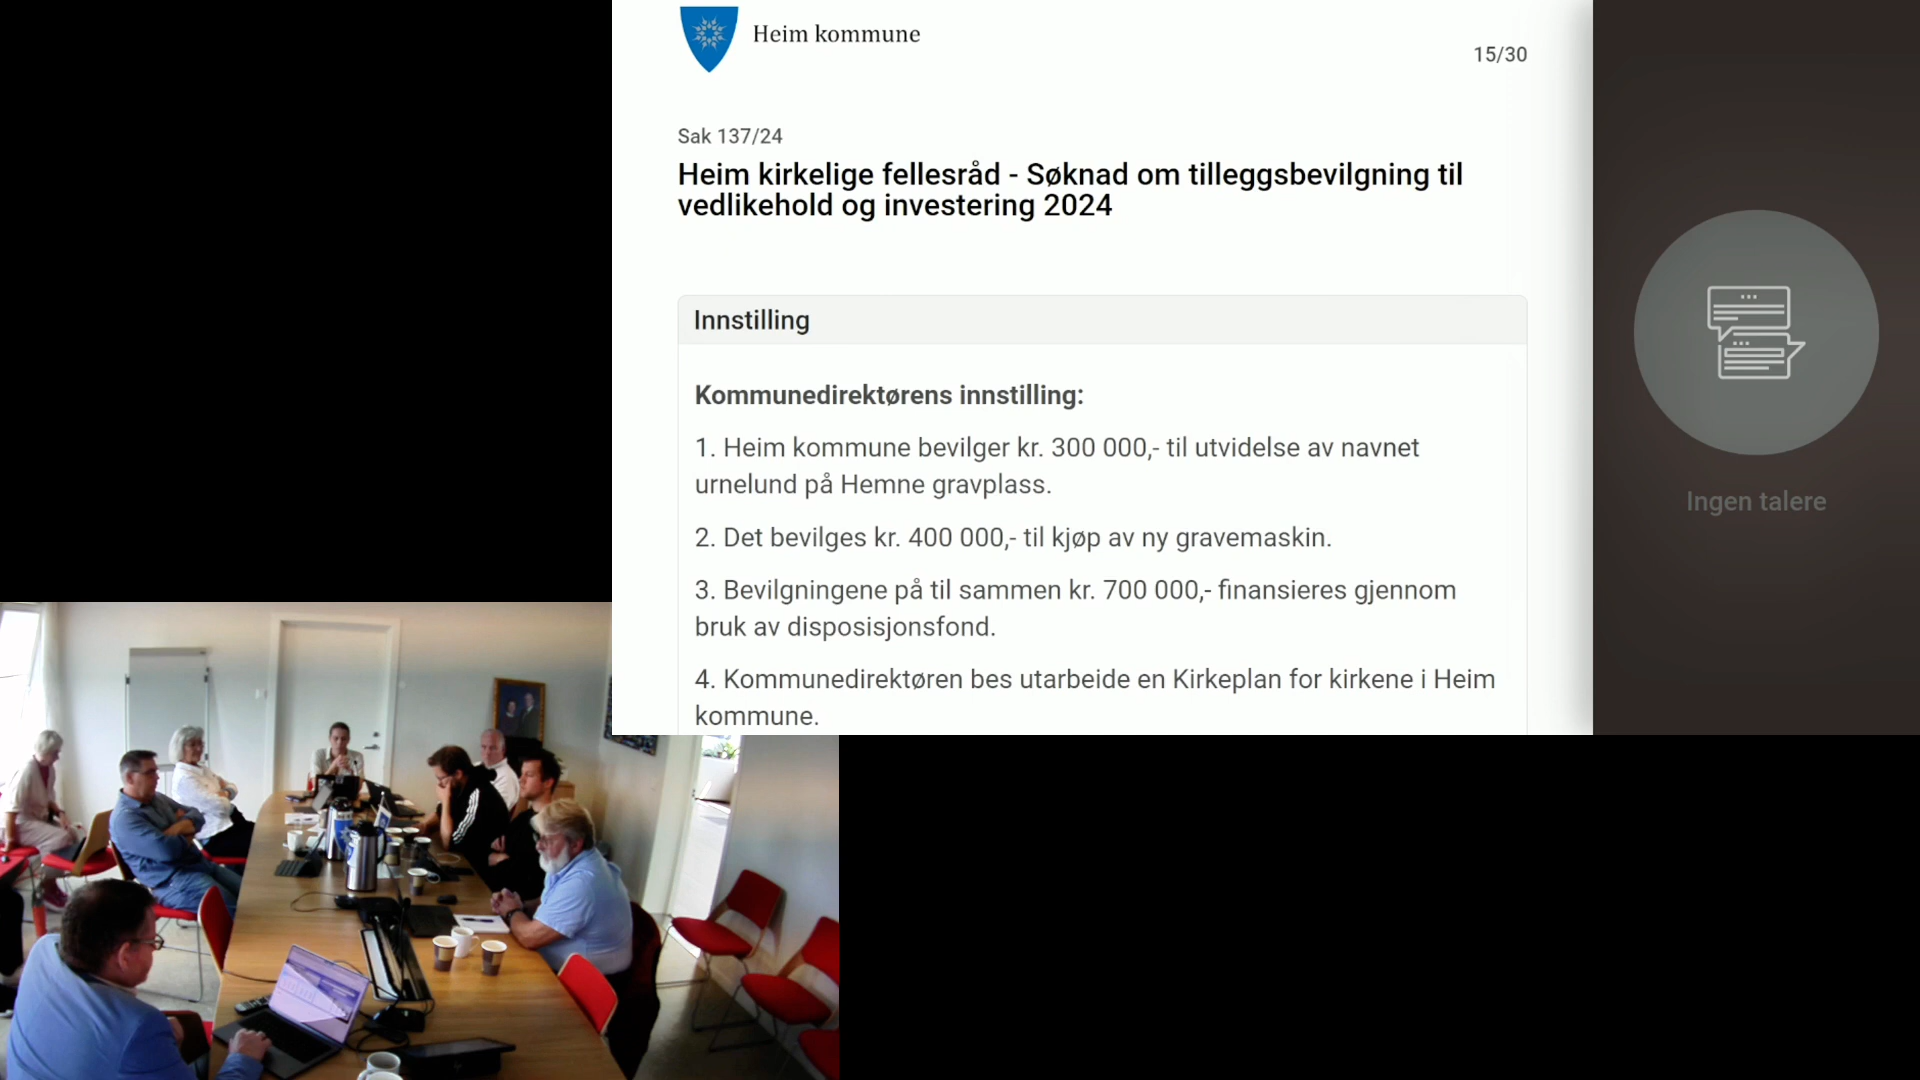 Heim kommune
15/30
Sak 137/24
Heim kirkelige fellesråd - Søknad om tilleggsbevilgning til
vedlikehold og investering 2024
Innstilling
Kommunedirektørens innstilling:
1. Heim kommune bevilger kr. 300 000,- til utvidelse av navnet
urnelund på Hemne gravplass.
2. Det bevilges kr. 400 000,- til kjøp av ny gravemaskin.
3. Bevilgningene på til sammen kr. 700 000,- finansieres gjennom
bruk av disposisjonsfond.
4. Kommunedirektøren bes utarbeide en Kirkeplan for kirkene i Heim
kommune.
Ingen talere